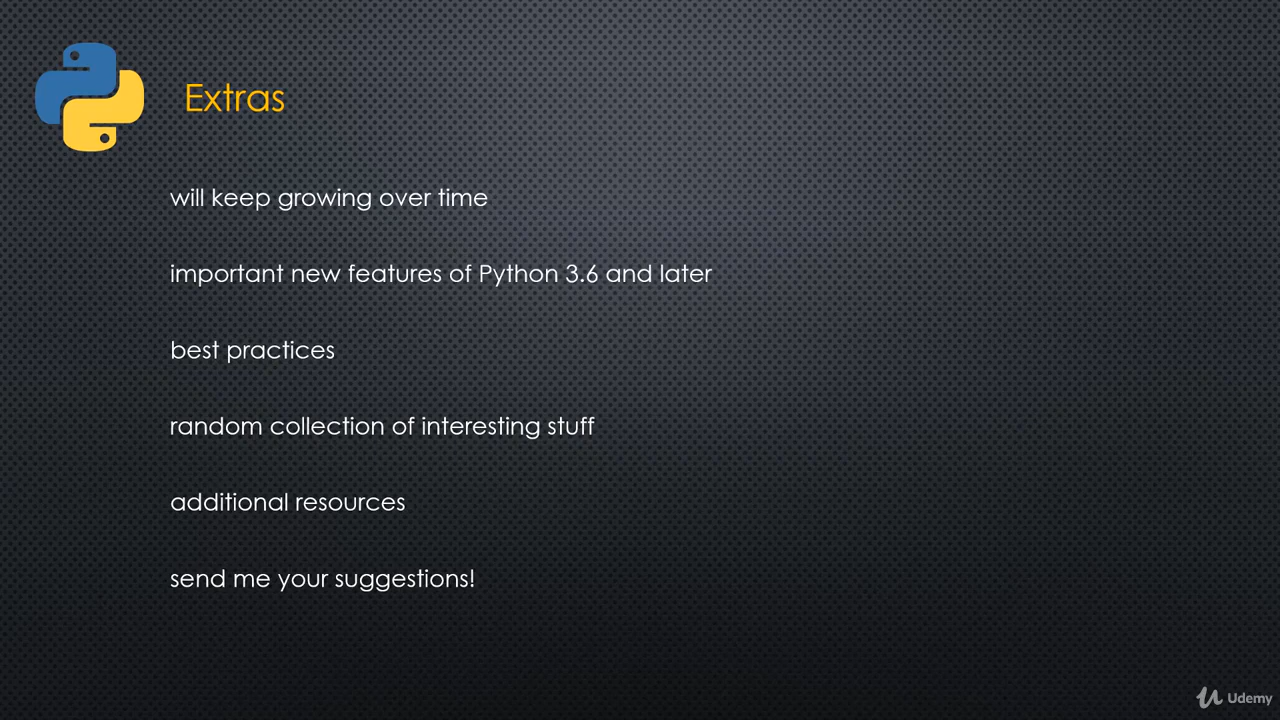 Extras
will keep growing over time
important new features of Python 3.6 and later
best practices
random collection of interesting stuff
additional resources
send me your suggestions!
Udemy